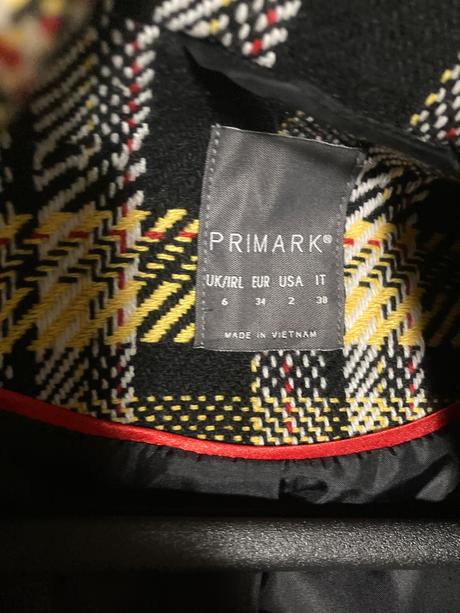 PRIMARK®
UK/IRL EUR USA IT
6 34 2 38
MADE IN VIETNAM